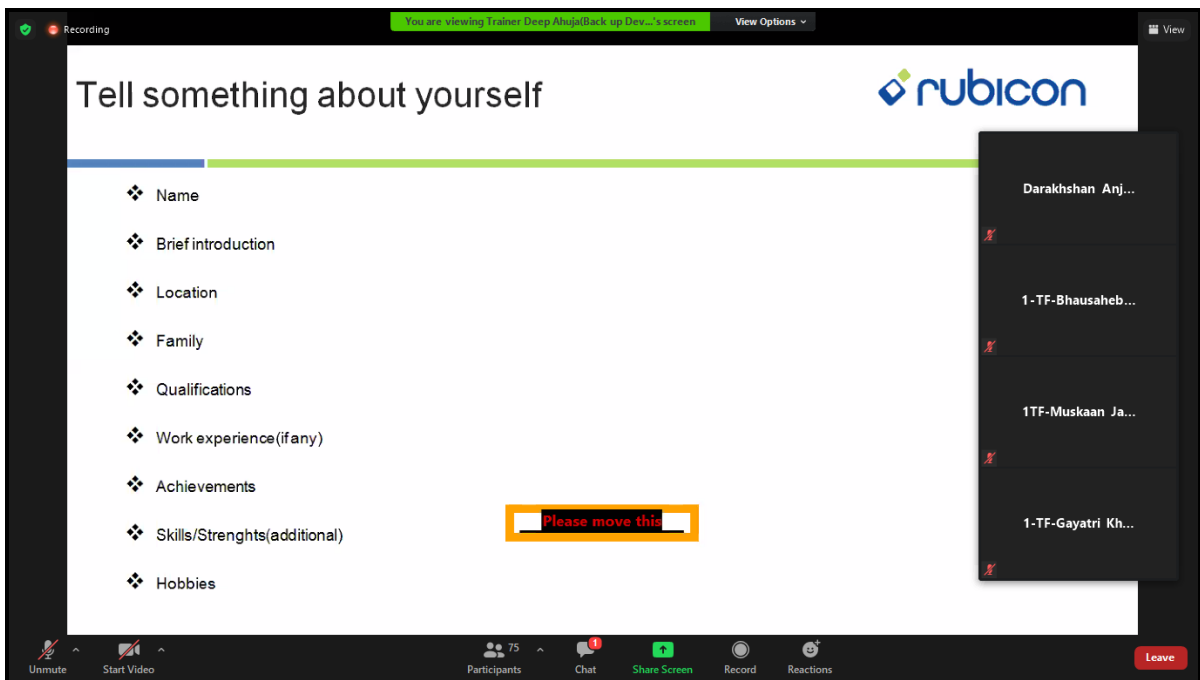 Recording
You are viewing Trainer Deep Ahuja(Back up Dev...'s screen
View Options
View
Tell something about yourself
rubicon
Name
Brief introduction
Location
Family
Qualifications
Work experience(if any)
Achievements
Skills/Strenghts(additional)
Hobbies
Please move this
Darakhshan Anj...
1-TF-Bhausaheb...
1TF-Muskaan Ja...
1-TF-Gayatri Kh...
Unmute
Start Video
75
Participants
1
Chat
Share Screen
Record
Reactions
Leave